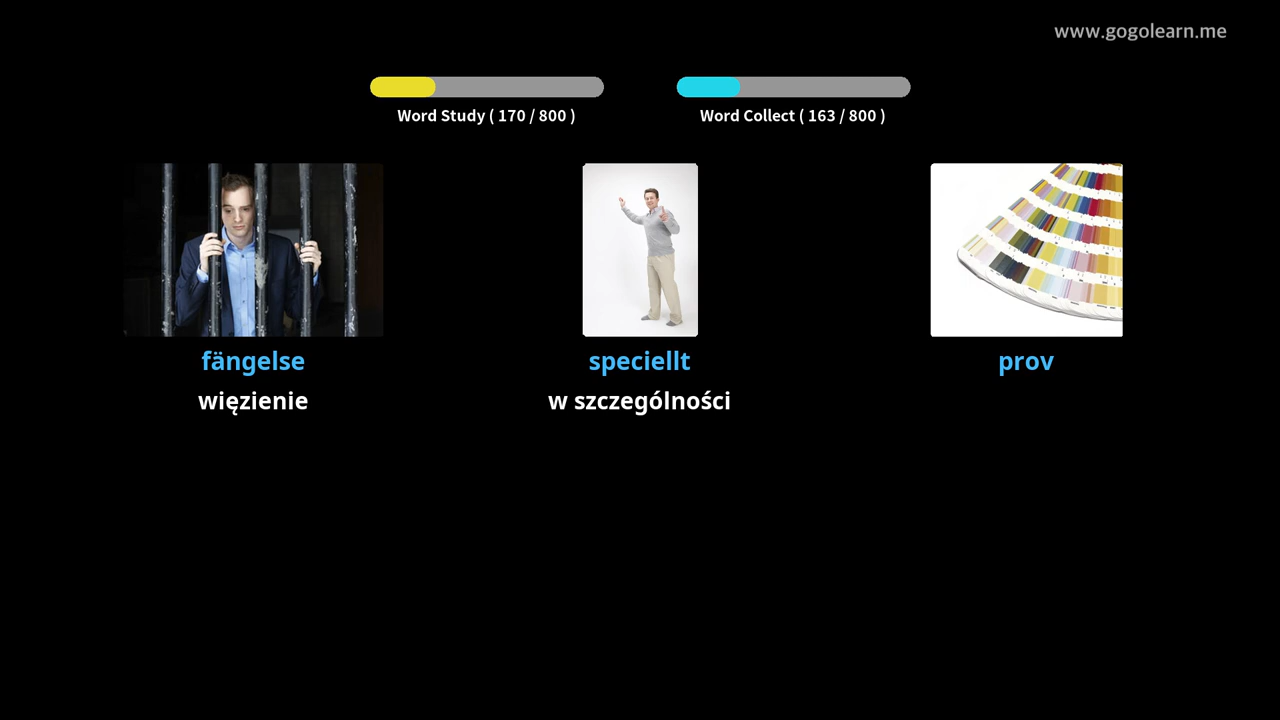 www.gogolearn.me
Word Study ( 170 / 800 )
Word Collect ( 163 / 800 )
fängelse
speciellt
prov
więzienie
w szczególności